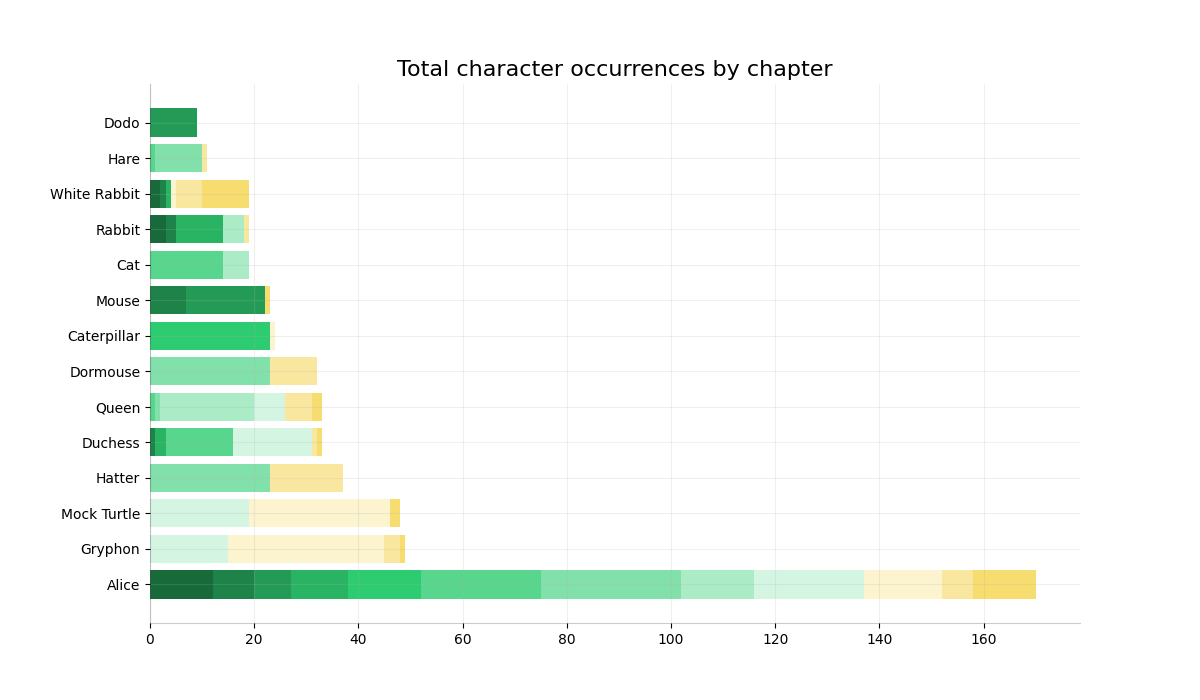 Total character occurrences by chapter
Dodo
Hare
White Rabbit
Rabbit
Cat
Mouse
Caterpillar
Dormouse
Queen
Duchess
Hatter
Mock Turtle
Gryphon
Alice
0 20 40 60 80 100 120 140 160